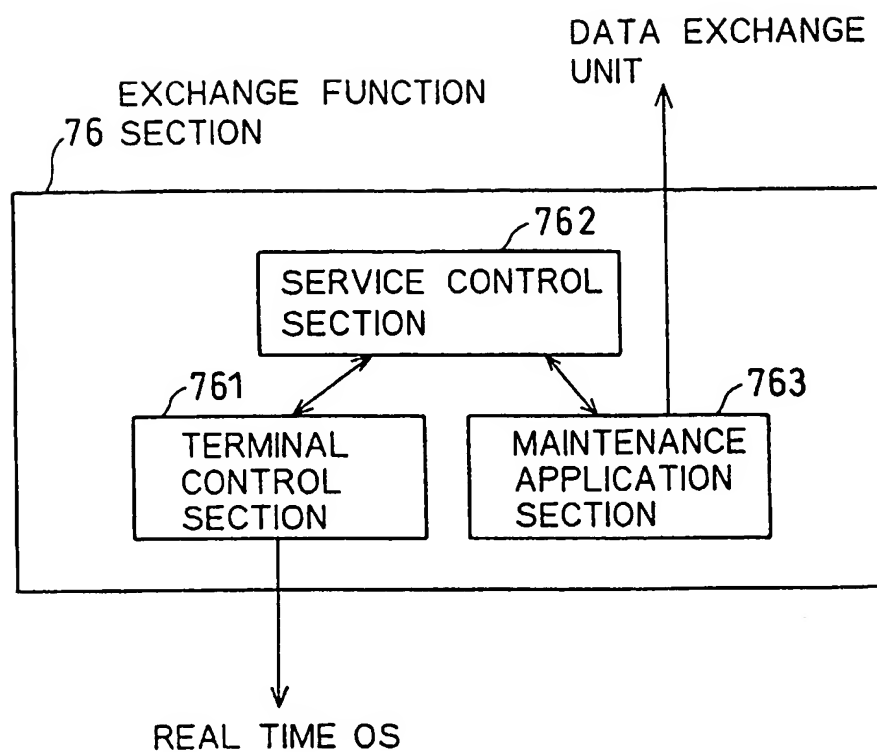 DATA EXCHANGE
UNIT
EXCHANGE FUNCTION
76 SECTION
762
SERVICE CONTROL
SECTION
761
TERMINAL
CONTROL
SECTION
763
MAINTENANCE
APPLICATION
SECTION
REAL TIME OS